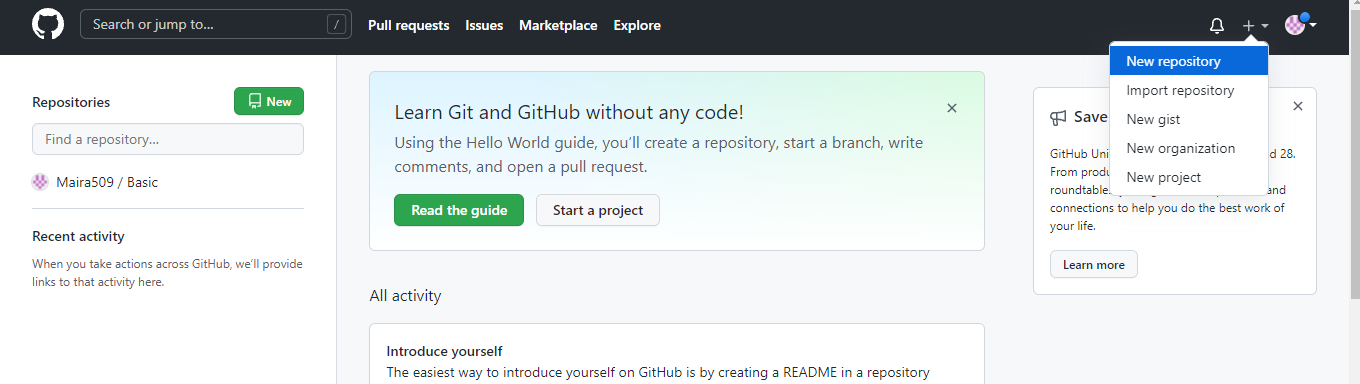 Search or jump to...
/
Pull requests
Issues
Marketplace
Explore
New repository
Import repository
New gist
New organization
New project
Repositories
New
Find a repository...
Maira509 / Basic
Recent activity
When you take actions across GitHub, we’ll provide
links to that activity here.
Learn Git and GitHub without any code!
Using the Hello World guide, you’ll create a repository, start a branch, write
comments, and open a pull request.
Read the guide
Start a project
All activity
Introduce yourself
The easiest way to introduce yourself on GitHub is by creating a README in a repository
Save
GitHub Uni d 28.
From produ
roundtable and
connections to help you do the best work of
your life.
Learn more